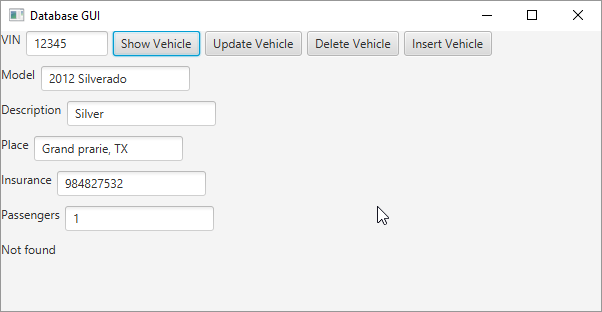 Database GUI
VIN 12345 Show Vehicle Update Vehicle Delete Vehicle Insert Vehicle
Model 2012 Silverado
Description Silver
Place Grand prarie, TX
Insurance 984827532
Passengers 1
Not found